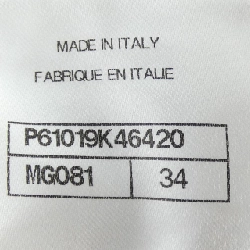 MADE IN ITALY
FABRIQUE EN ITALIE
P61019K46420
MG081 34